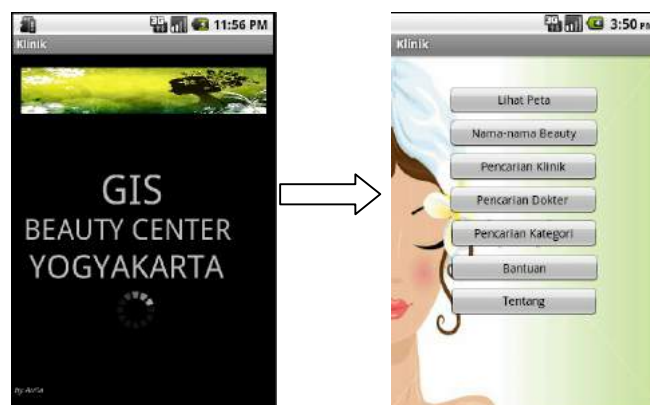 11:56 PM
Klinik
GIS
BEAUTY CENTER
YOGYAKARTA
3:50 PM
Klinik
Lihat Peta
Nama-nama Beauty
Pencarian Klinik
Pencarian Dokter
Pencarian Kategori
Bantuan
Tentang